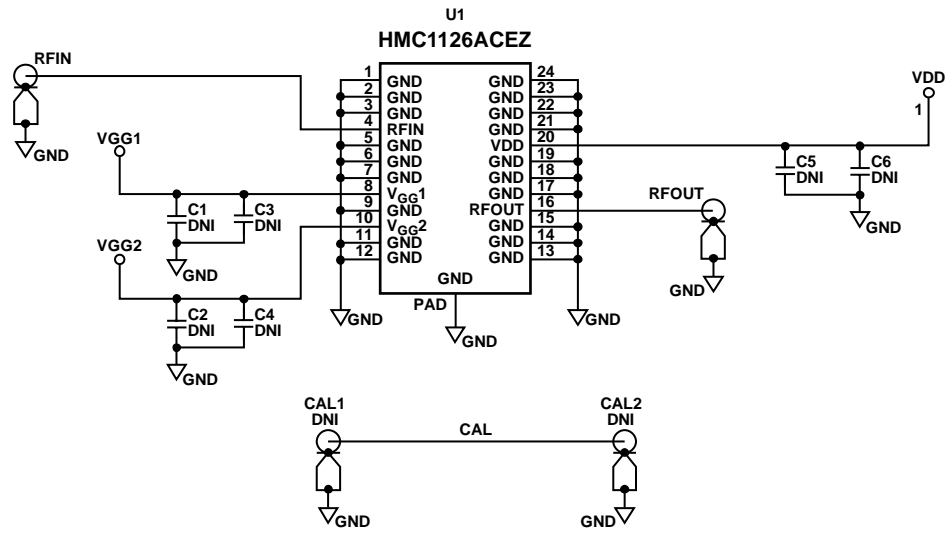 U1
HMC1126ACEZ
RFIN
GND
VGG1
C1
DNI
C3
DNI
GND
VGG2
C2
DNI
C4
DNI
GND
1 GND
2 GND
3 GND
4 RFIN
5 GND
6 GND
7 GND
8 VGG1
9 GND
10 VGG2
11 GND
12 GND
24 GND
23 GND
22 GND
21 GND
20 VDD
19 GND
18 GND
17 GND
16 RFOUT
15 GND
14 GND
13 GND
GND
PAD
GND
GND
GND
RFOUT
GND
VDD
1
C5
DNI
C6
DNI
GND
CAL1
DNI
CAL
CAL2
DNI
GND
GND